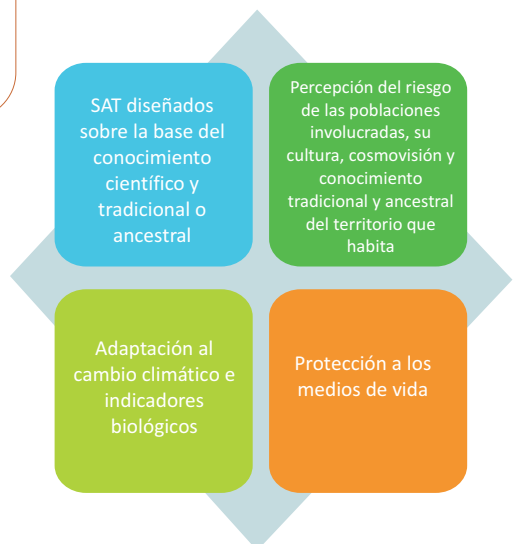 SAT diseñados
sobre la base del
conocimiento
científico y
tradicional o
ancestral
Percepción del riesgo
de las poblaciones
involucradas, su
cultura, cosmovisión y
conocimiento
tradicional y ancestral
del territorio que
habita
Adaptación al
cambio climático e
indicadores
biológicos
Protección a los
medios de vida